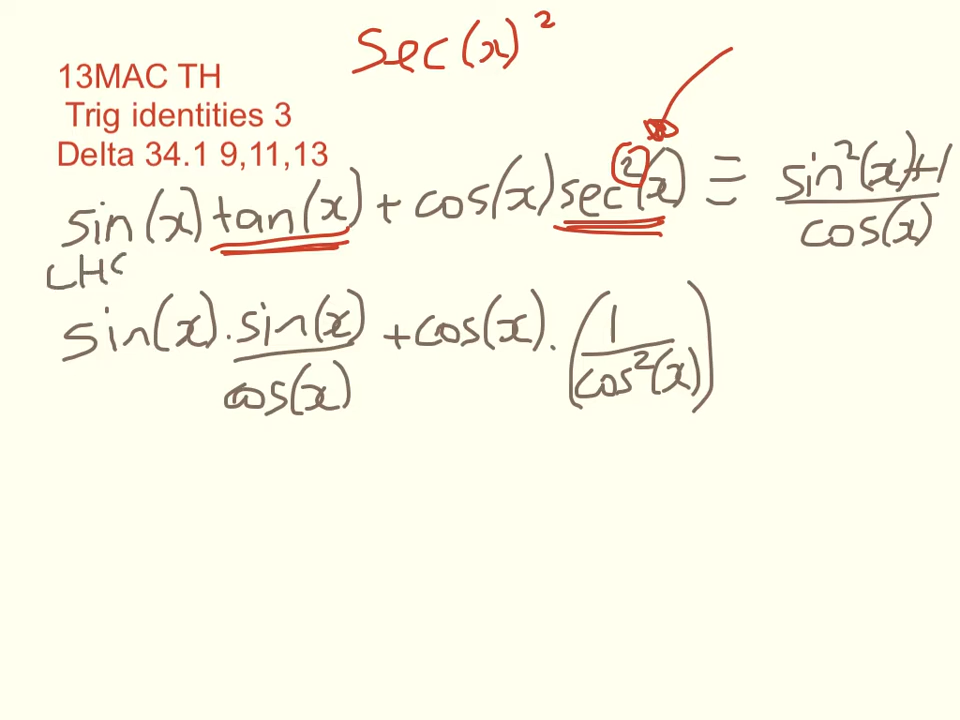 sec(x)²
13MAC TH
Trig identities 3
Delta 34.1 9,11,13
sin(x) tan(x) + cos(x) sec²(x) ≡ (sin²(x)+1)/cos(x)
LHS
sin(x) · sin(x)/cos(x) + cos(x) · (1/cos²(x))